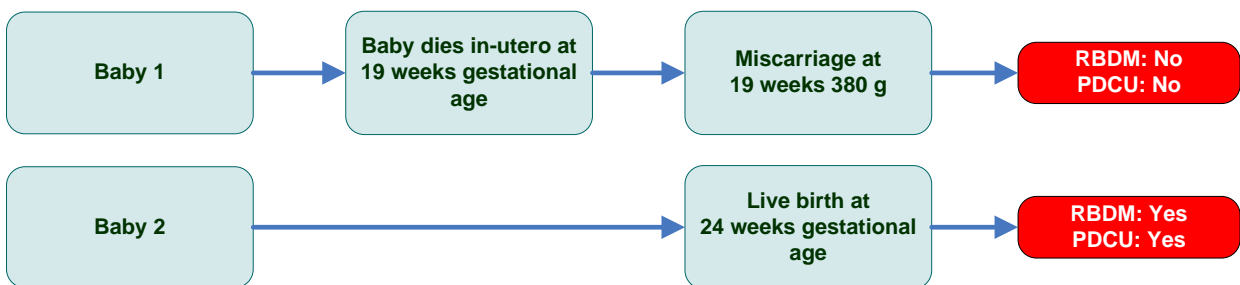 Baby 1
Baby dies in-utero at
19 weeks gestational
age
Miscarriage at
19 weeks 380 g
RBDM: No
PDCU: No
Baby 2
Live birth at
24 weeks gestational
age
RBDM: Yes
PDCU: Yes